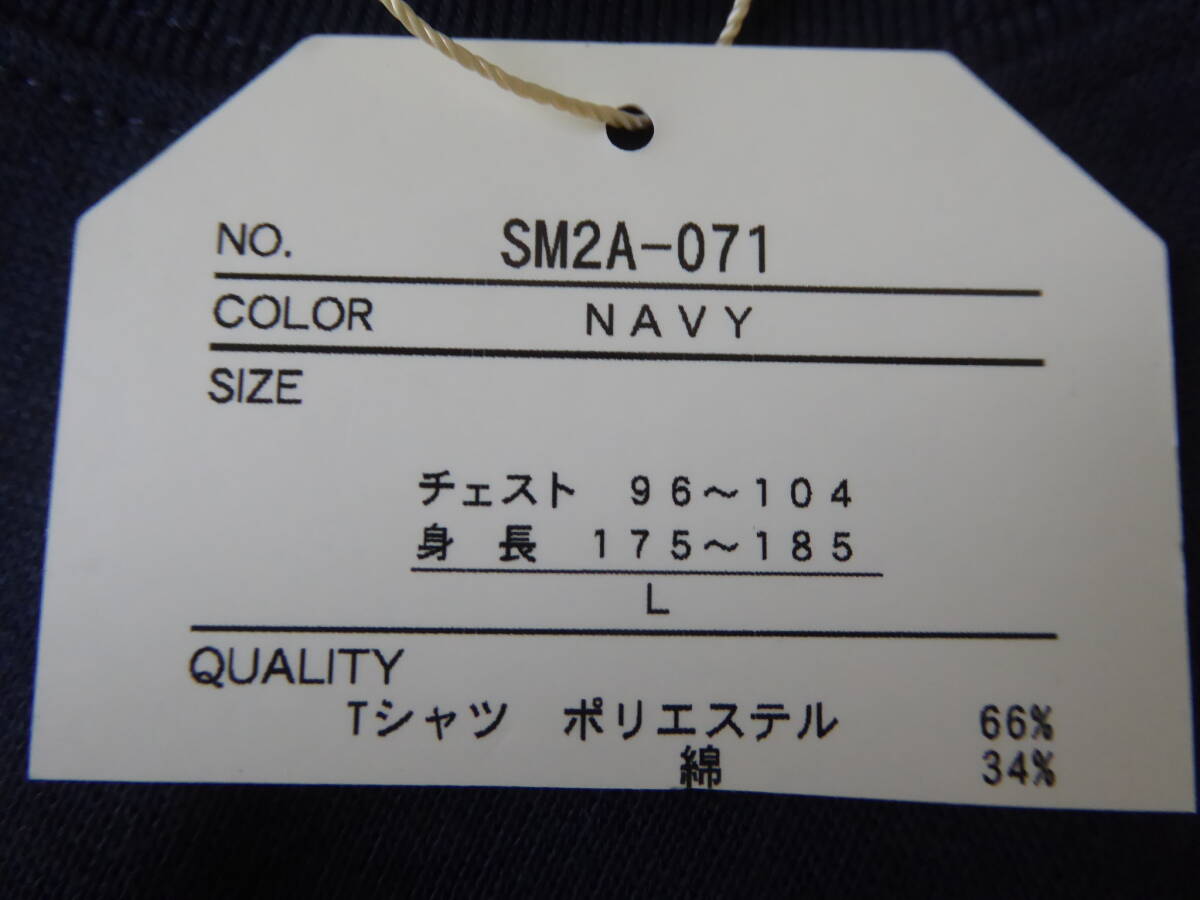 NO. SM2A-071
COLOR NAVY
SIZE
チェスト 96〜104
身長 175〜185
L
QUALITY
Tシャツ ポリエステル 66%
綿 34%